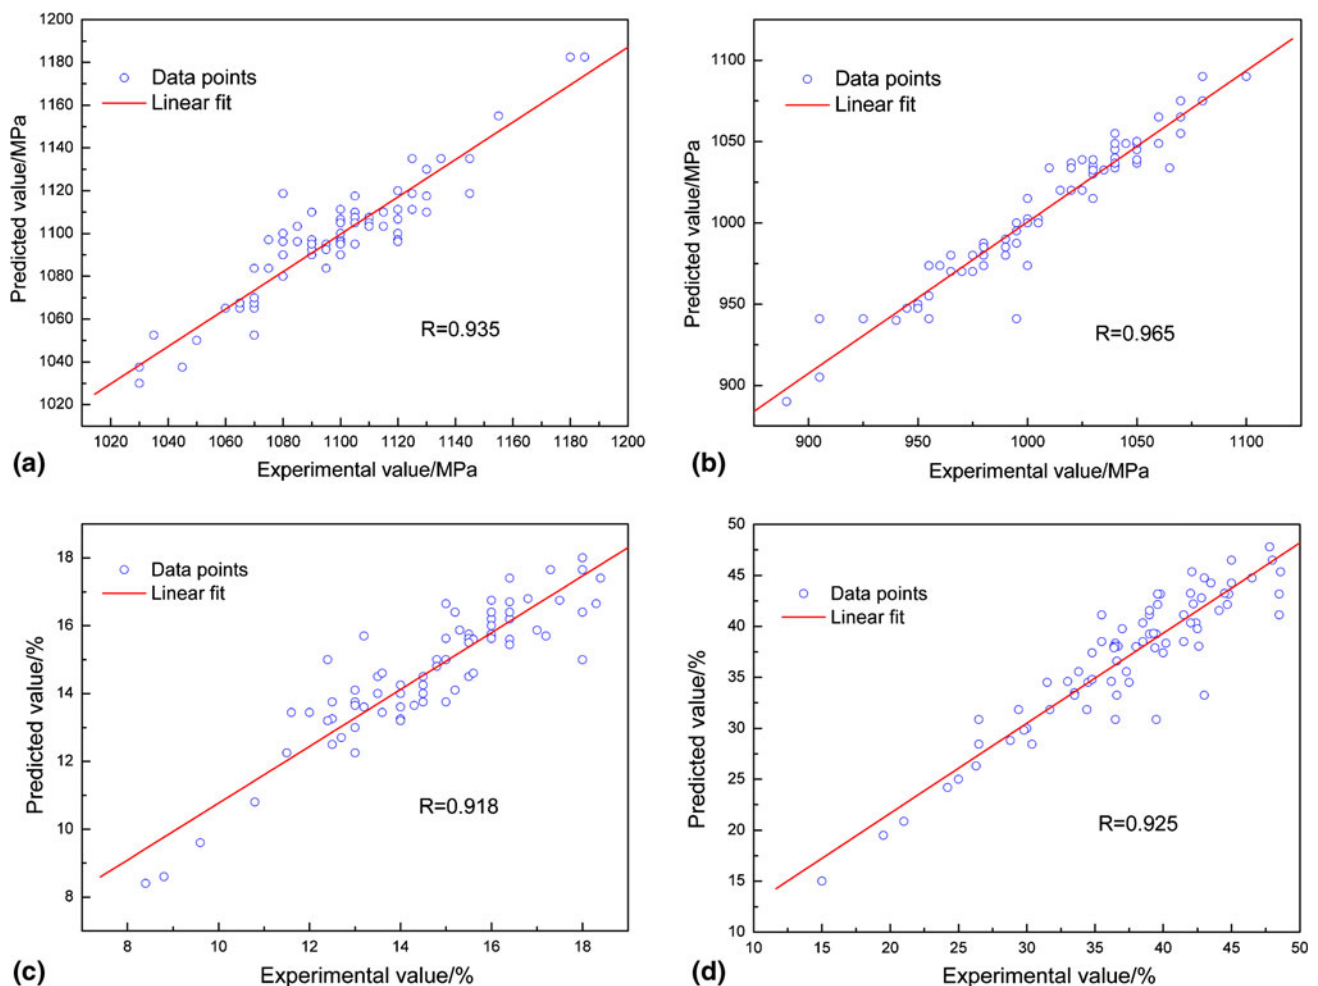 1200
1180
1160
1140
1120
1100
1080
1060
1040
1020
Predicted value/MPa
Data points
Linear fit
R=0.935
1020 1040 1060 1080 1100 1120 1140 1160 1180 1200
(a)
Experimental value/MPa
1100
1050
1000
950
900
Predicted value/MPa
Data points
Linear fit
R=0.965
900 950 1000 1050 1100
(b)
Experimental value/MPa
18
16
14
12
10
8
Predicted value/%
Data points
Linear fit
R=0.918
8 10 12 14 16 18
(c)
Experimental value/%
50
45
40
35
30
25
20
15
10
Predicted value/%
Data points
Linear fit
R=0.925
10 15 20 25 30 35 40 45 50
(d)
Experimental value/%